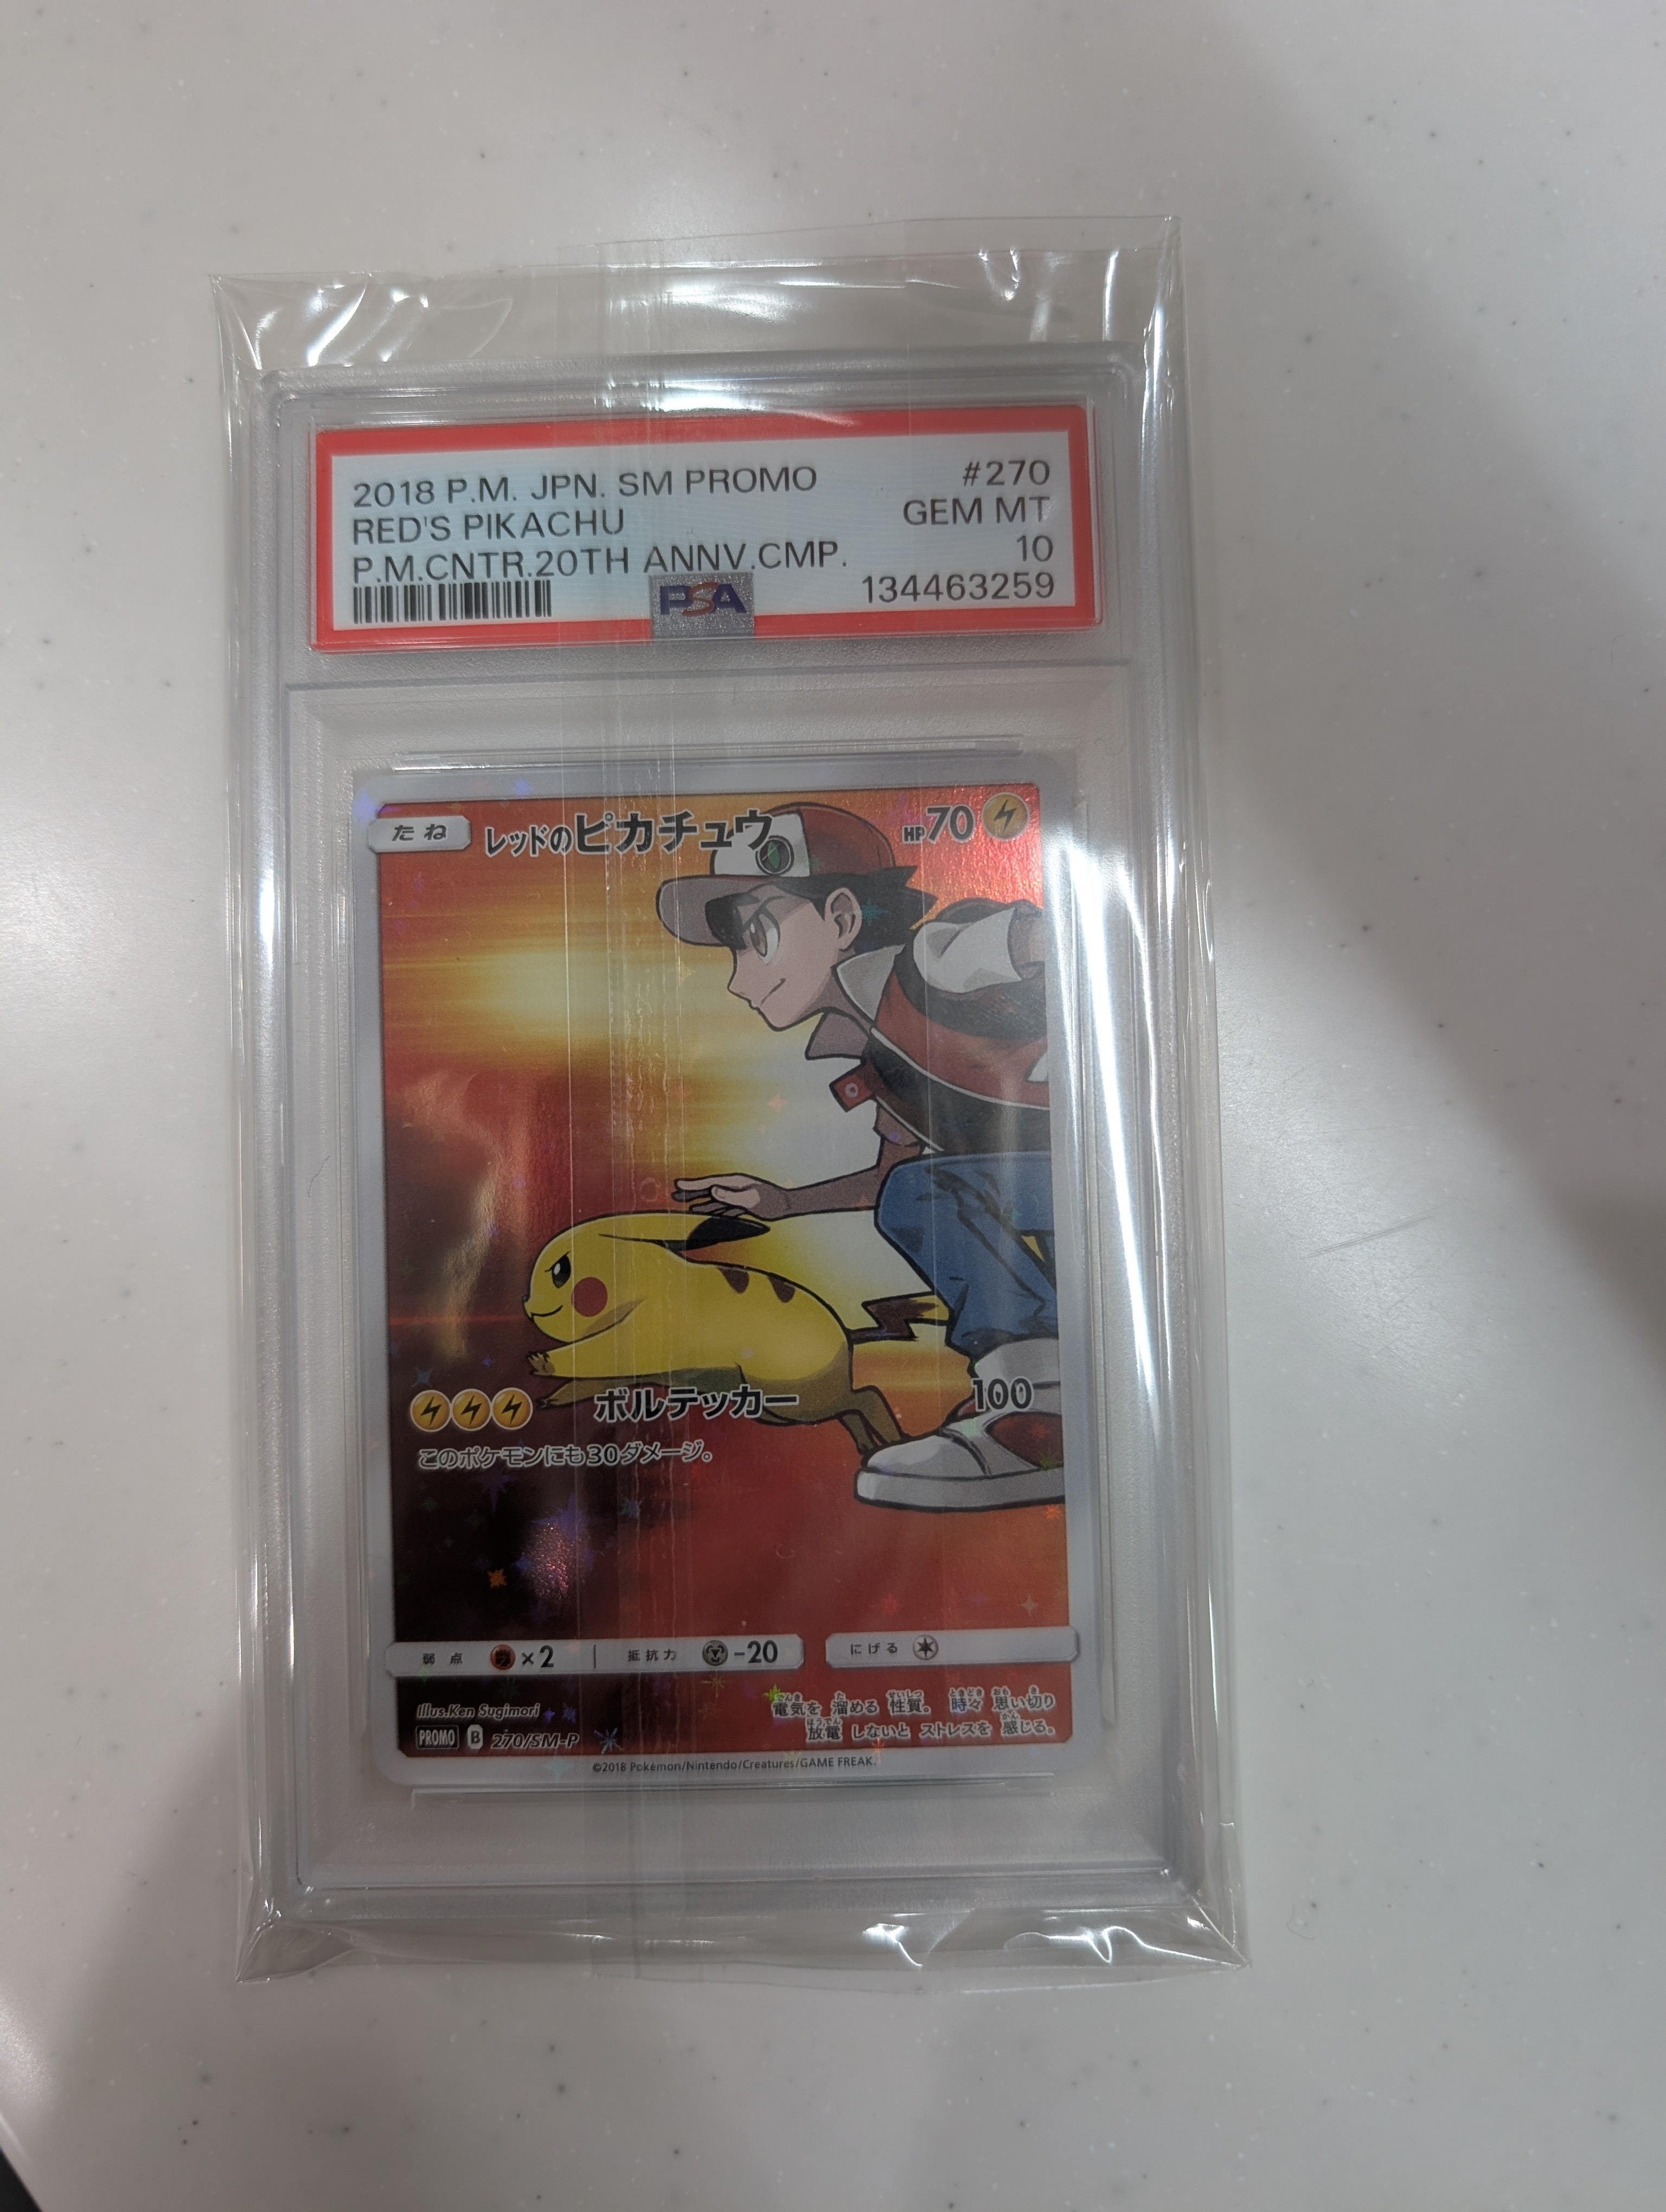 2018 P.M. JPN. SM PROMO #270
RED'S PIKACHU GEM MT
P.M.CNTR.20TH ANNV.CMP. 10
PSA 134463259
たね レッドのピカチュウ HP70
ボルテッカー 100
このポケモンにも30ダメージ。
弱点 ×2 抵抗力 -20 にげる
Illus.Ken Sugimori
電気を 溜める 性質。 時々 思い切り
放電 しないと ストレスを 感じる。
PROMO B 270/SM-P
©2018 Pokémon/Nintendo/Creatures/GAME FREAK.